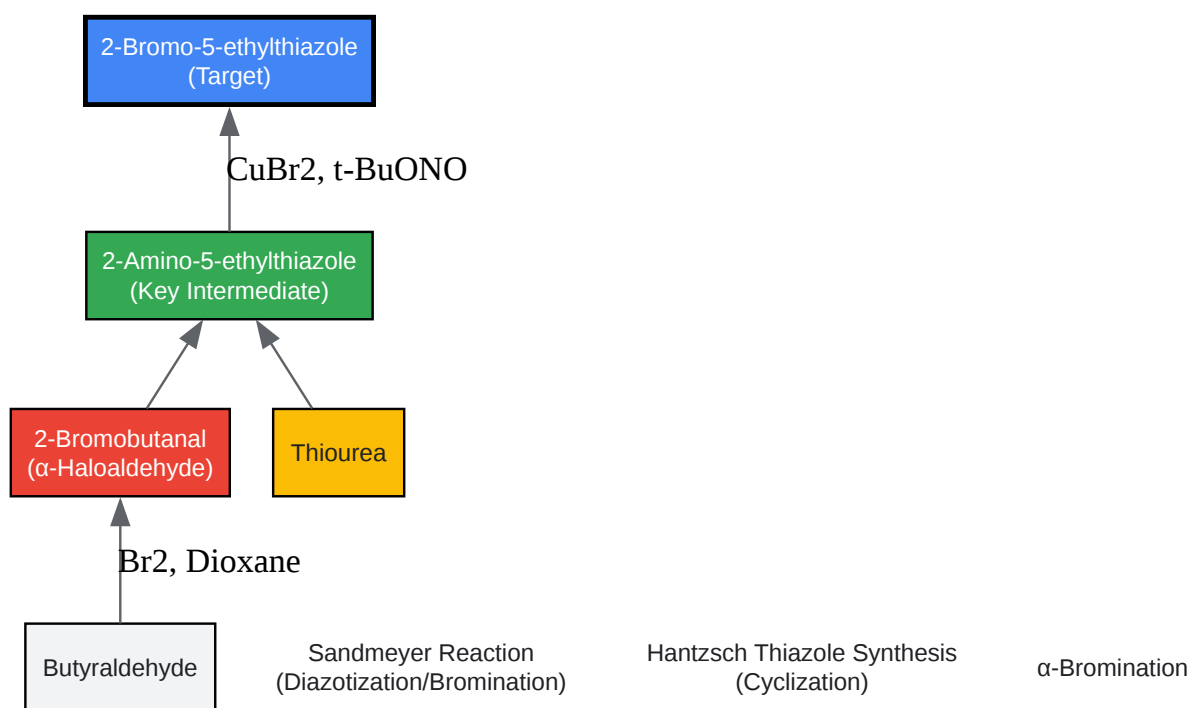 2-Bromo-5-ethylthiazole
(Target)
CuBr2, t-BuONO
2-Amino-5-ethylthiazole
(Key Intermediate)
2-Bromobutanal
(α-Haloaldehyde)
Thiourea
Br2, Dioxane
Butyraldehyde
Sandmeyer Reaction
(Diazotization/Bromination)
Hantzsch Thiazole Synthesis
(Cyclization)
α-Bromination